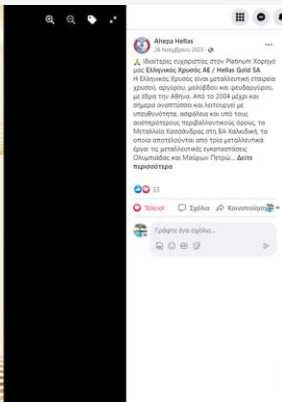 Ahepa Hellas
26 Νοεμβρίου 2023 ·
🙏 Ιδιαίτερες ευχαριστίες στον Platinum Χορηγό
μας Ελληνικός Χρυσός ΑΕ / Hellas Gold SA
Η Ελληνικός Χρυσός είναι μεταλλευτική εταιρεία
χρυσού, αργύρου, μολύβδου και ψευδαργύρου,
με έδρα την Αθήνα. Από το 2004 μέχρι και
σήμερα αναπτύσσει και λειτουργεί με
υπευθυνότητα, ασφάλεια και υπό τους
αυστηρότερους περιβαλλοντικούς όρους, τα
Μεταλλεία Κασσάνδρας στη ΒΑ Χαλκιδική, τα
οποία αποτελούνται από τρία μεταλλευτικά
έργα: τις μεταλλευτικές εγκαταστάσεις
Ολυμπιάδας και Μαύρων Πετρώ... Δείτε
περισσότερα
33
Τέλειο! Σχόλιο Κοινοποίηση
Γράψτε ένα σχόλιο...